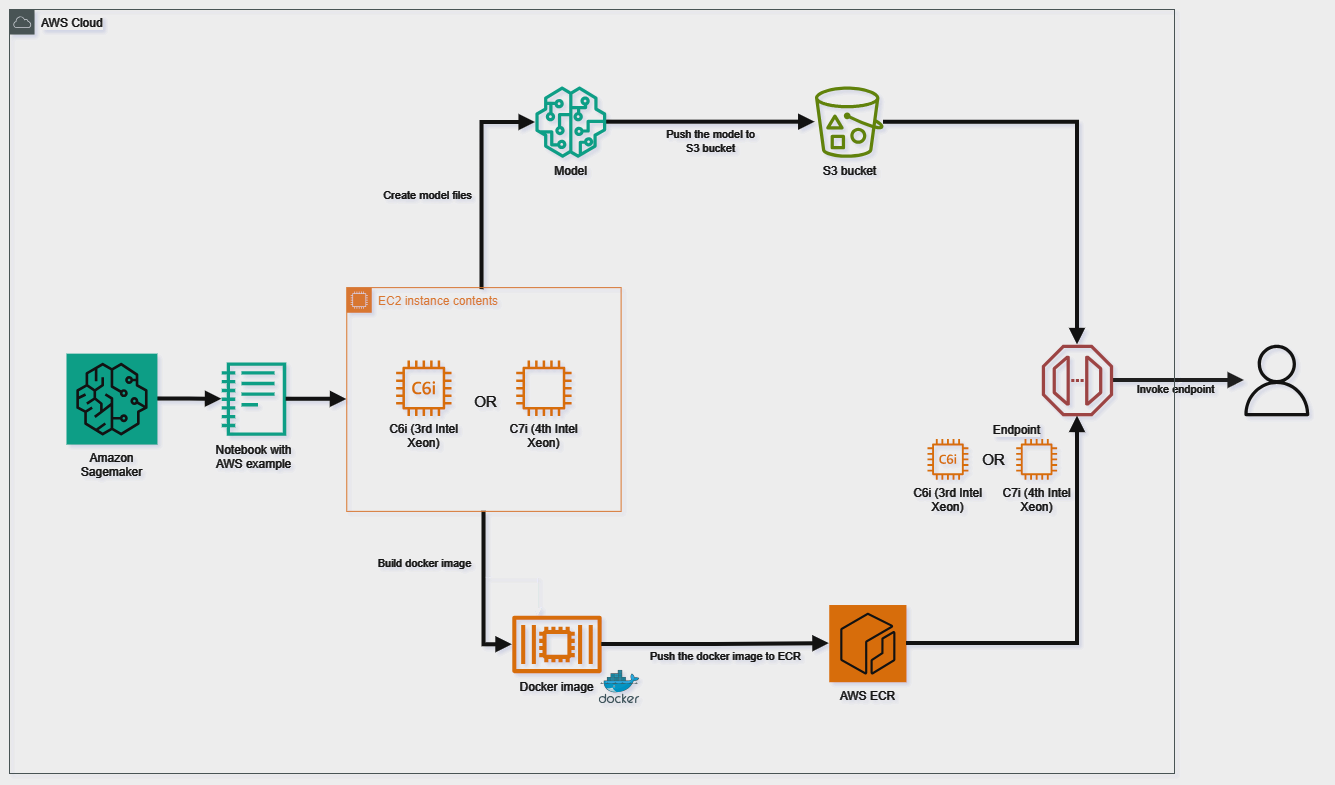 AWS Cloud
Model
Push the model to
S3 bucket
S3 bucket
Create model files
EC2 instance contents
C6i
OR
C6i (3rd Intel
Xeon)
C7i (4th Intel
Xeon)
Amazon
Sagemaker
Notebook with
AWS example
Invoke endpoint
Endpoint
C6i
OR
C6i (3rd Intel
Xeon)
C7i (4th Intel
Xeon)
Build docker image
Docker image
docker
Push the docker image to ECR
AWS ECR